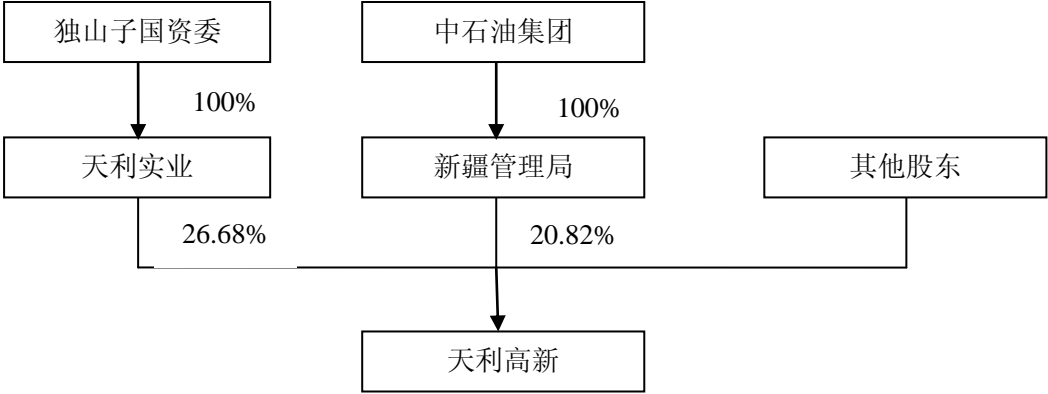 独山子国资委
中石油集团
100%
100%
天利实业
新疆管理局
其他股东
26.68%
20.82%
天利高新